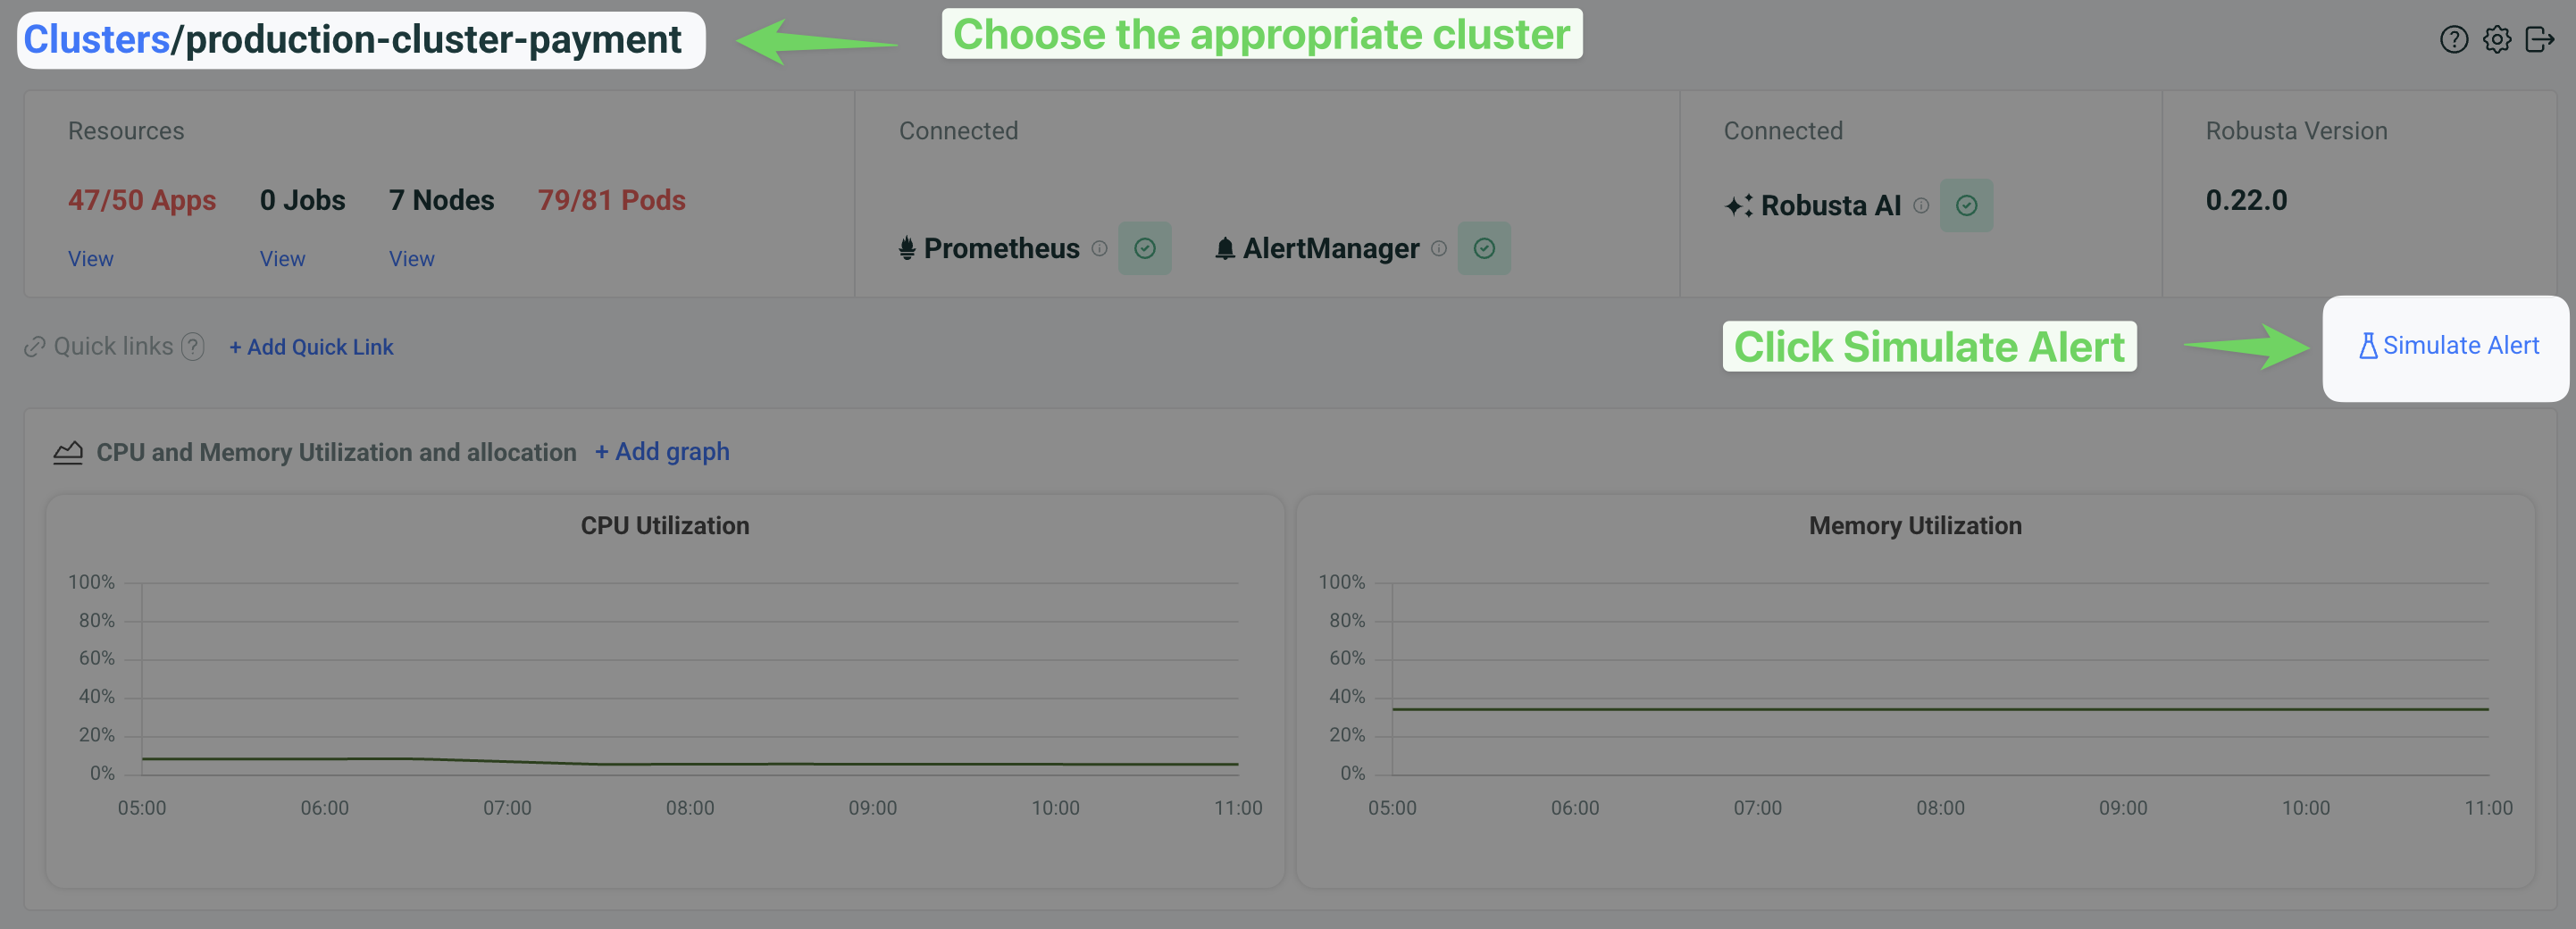 Clusters/production-cluster-payment
Choose the appropriate cluster
Resources
47/50 Apps
0 Jobs
7 Nodes
79/81 Pods
View
View
View
Connected
Prometheus
AlertManager
Connected
Robusta AI
Robusta Version
0.22.0
Quick links
+ Add Quick Link
Click Simulate Alert
Simulate Alert
CPU and Memory Utilization and allocation
+ Add graph
CPU Utilization
100%
80%
60%
40%
20%
0%
05:00
06:00
07:00
08:00
09:00
10:00
11:00
Memory Utilization
100%
80%
60%
40%
20%
0%
05:00
06:00
07:00
08:00
09:00
10:00
11:00